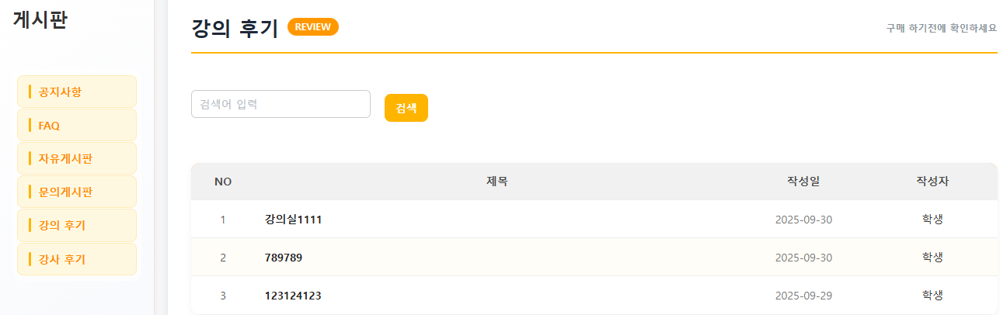 게시판
공지사항
FAQ
자유게시판
문의게시판
강의 후기
강사 후기
강의 후기 REVIEW
구매 하기전에 확인하세요
검색어 입력 검색
NO 제목 작성일 작성자
1 강의실1111 2025-09-30 학생
2 789789 2025-09-30 학생
3 123124123 2025-09-29 학생